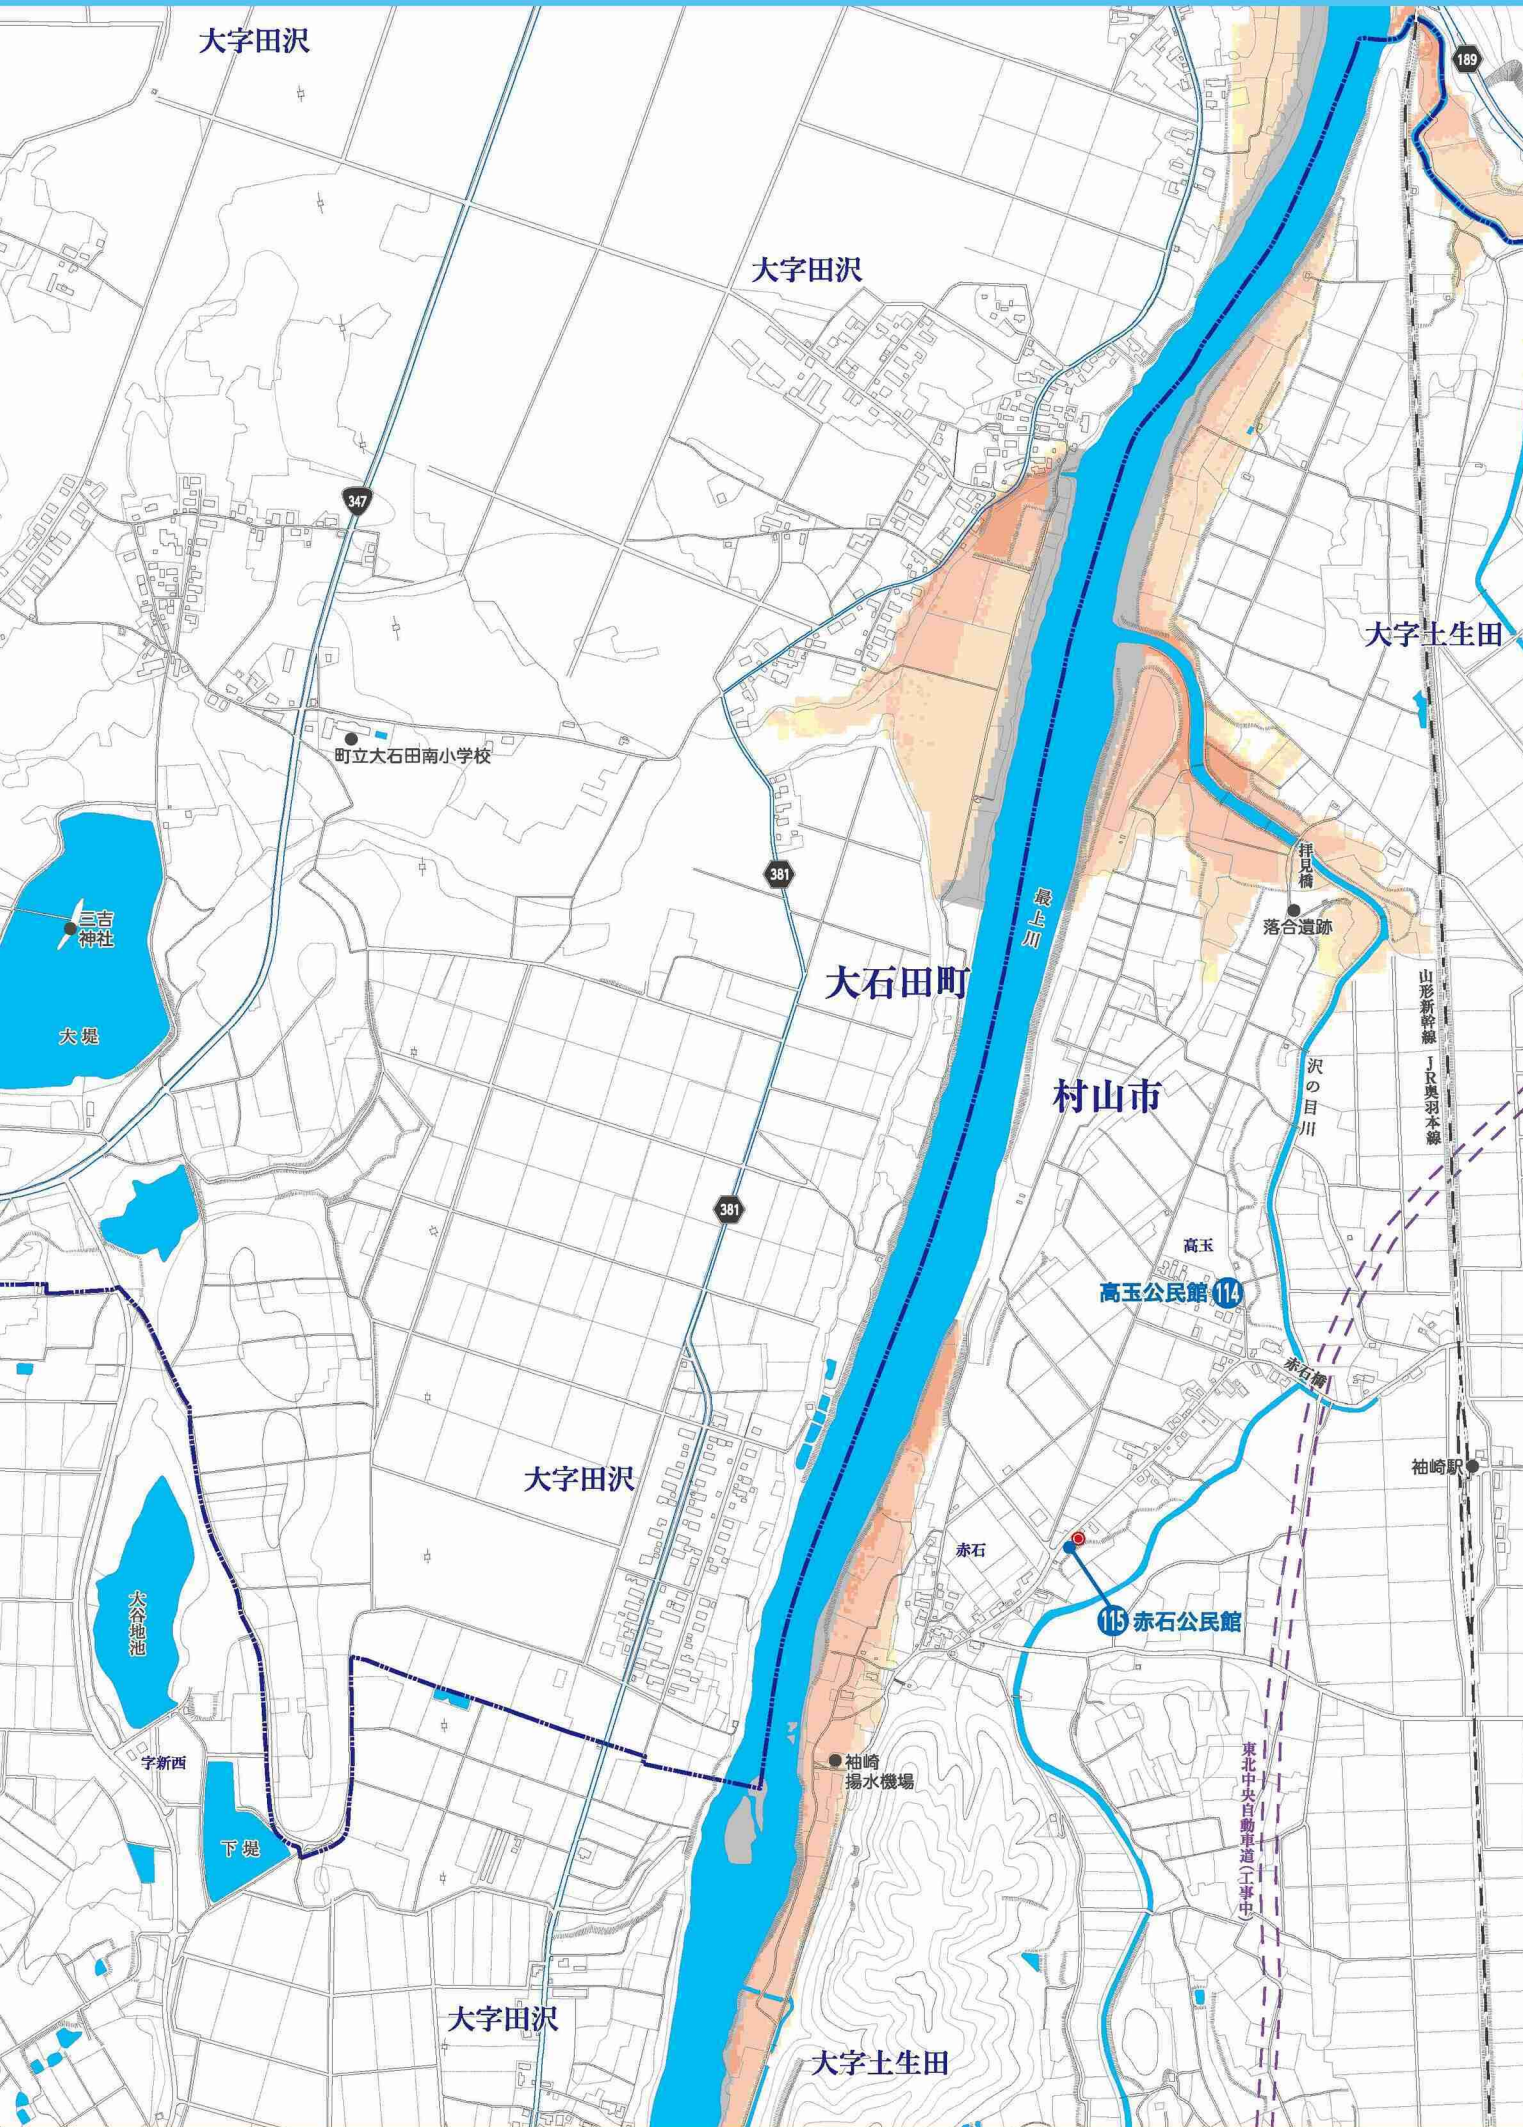 大字田沢
189
大字田沢
347
大字土生田
町立大石田南小学校
381
拝見橋
三吉
神社
最上川
落合遺跡
大石田町
山形新幹線 JR奥羽本線
大堤
沢の目川
村山市
381
高玉
高玉公民館 114
赤石橋
袖崎駅
大字田沢
赤石
大谷地池
115 赤石公民館
字新西
袖崎
揚水機場
東北中央自動車道(工事中)
下堤
大字田沢
大字土生田